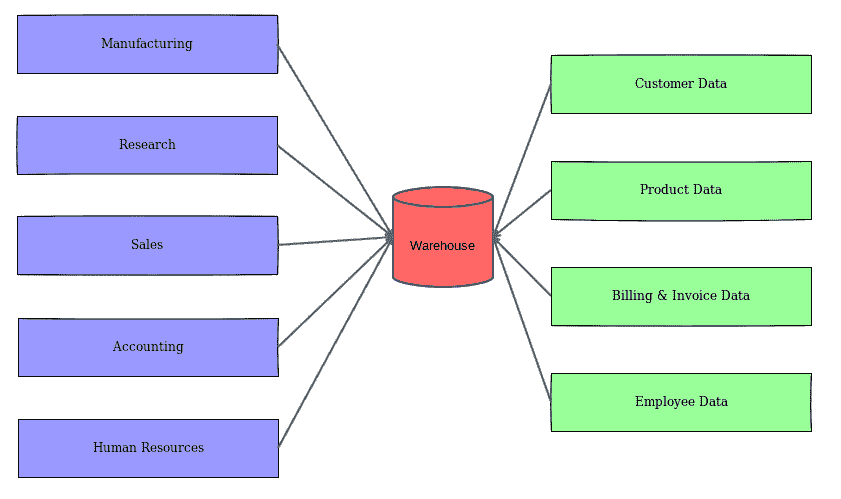 Manufacturing
Research
Sales
Accounting
Human Resources
Warehouse
Customer Data
Product Data
Billing & Invoice Data
Employee Data